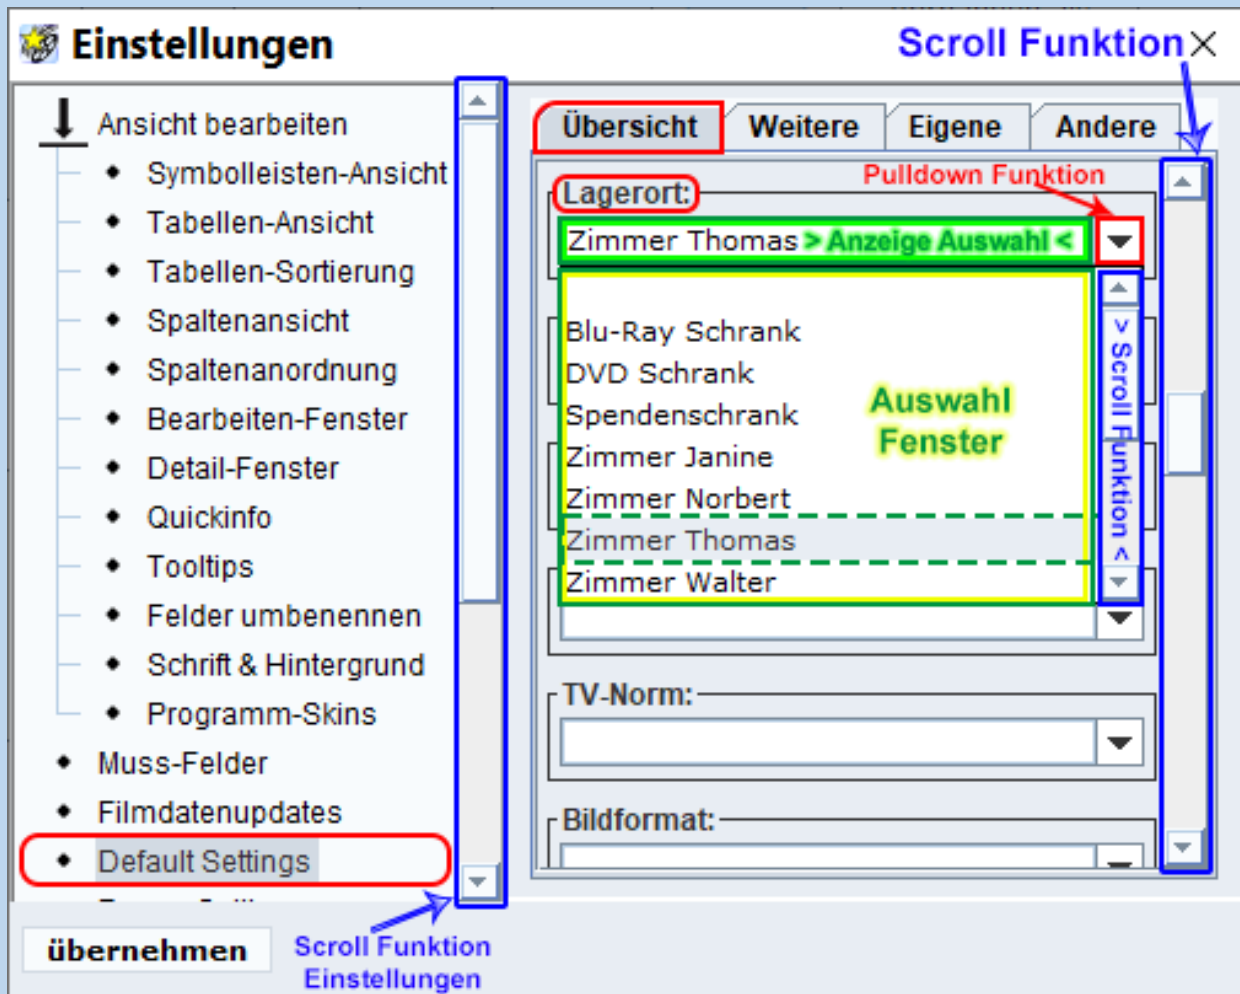 Einstellungen
Scroll Funktion
Ansicht bearbeiten
Symbolleisten-Ansicht
Tabellen-Ansicht
Tabellen-Sortierung
Spaltenansicht
Spaltenanordnung
Bearbeiten-Fenster
Detail-Fenster
Quickinfo
Tooltips
Felder umbenennen
Schrift & Hintergrund
Programm-Skins
Muss-Felder
Filmdatenupdates
Default Settings
übernehmen
Scroll Funktion
Einstellungen
Übersicht Weitere Eigene Andere
Pulldown Funktion
Lagerort:
Zimmer Thomas > Anzeige Auswahl <
Blu-Ray Schrank
DVD Schrank
Spendenschrank
Zimmer Janine
Zimmer Norbert
Zimmer Thomas
Zimmer Walter
Auswahl
Fenster
> Scroll Funktion <
TV-Norm:
Bildformat: